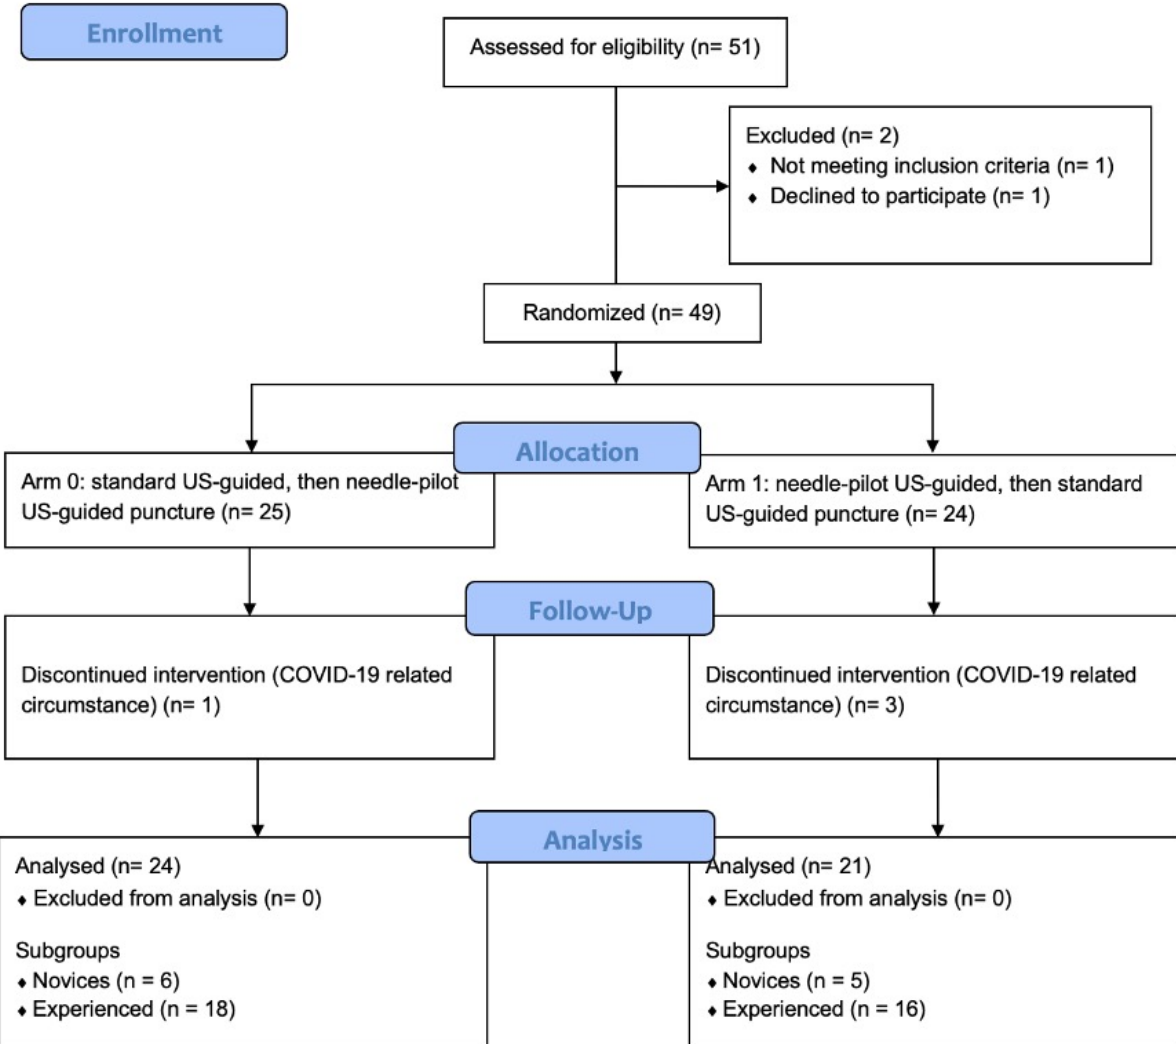 Enrollment
Assessed for eligibility (n= 51)
Excluded (n= 2)
♦ Not meeting inclusion criteria (n= 1)
♦ Declined to participate (n= 1)
Randomized (n= 49)
Allocation
Arm 0: standard US-guided, then needle-pilot
US-guided puncture (n= 25)
Arm 1: needle-pilot US-guided, then standard
US-guided puncture (n= 24)
Follow-Up
Discontinued intervention (COVID-19 related
circumstance) (n= 1)
Discontinued intervention (COVID-19 related
circumstance) (n= 3)
Analysis
Analysed (n= 24)
♦ Excluded from analysis (n= 0)
Subgroups
♦ Novices (n = 6)
♦ Experienced (n = 18)
Analysed (n= 21)
♦ Excluded from analysis (n= 0)
Subgroups
♦ Novices (n = 5)
♦ Experienced (n = 16)